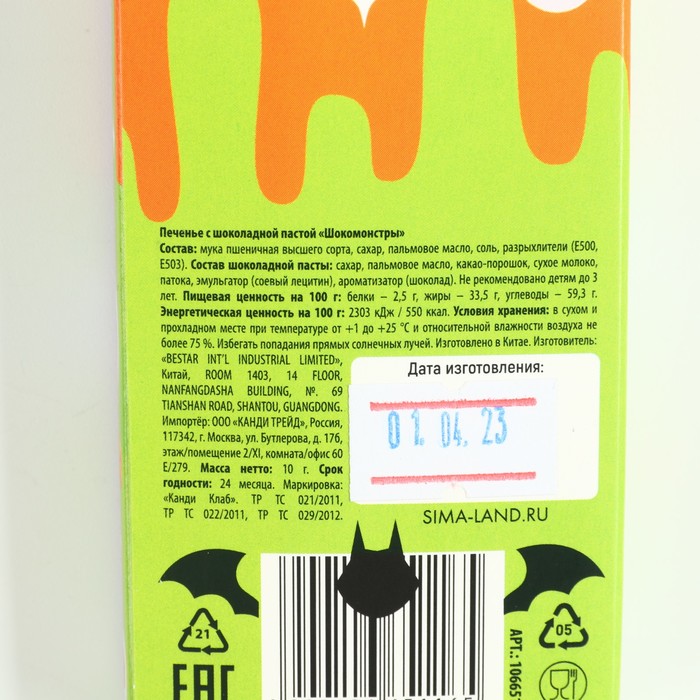 Печенье с шоколадной пастой «Шокомонстры»
Состав: мука пшеничная высшего сорта, сахар, пальмовое масло, соль, разрыхлители (Е500,
Е503). Состав шоколадной пасты: сахар, пальмовое масло, какао-порошок, сухое молоко,
патока, эмульгатор (соевый лецитин), ароматизатор (шоколад). Не рекомендовано детям до 3
лет. Пищевая ценность на 100 г: белки – 2,5 г, жиры – 33,5 г, углеводы – 59,3 г.
Энергетическая ценность на 100 г: 2303 кДж / 550 ккал. Условия хранения: в сухом и
прохладном месте при температуре от +1 до +25 °С и относительной влажности воздуха не
более 75 %. Избегать попадания прямых солнечных лучей. Изготовлено в Китае. Изготовитель:
«BESTAR INT'L INDUSTRIAL LIMITED»,
Китай, ROOM 1403, 14 FLOOR,
NANFANGDASHA BUILDING, №. 69
TIANSHAN ROAD, SHANTOU, GUANGDONG.
Импортёр: ООО «КАНДИ ТРЕЙД», Россия,
117342, г. Москва, ул. Бутлерова, д. 17б,
этаж/помещение 2/XI, комната/офис 60
Е/279. Масса нетто: 10 г. Срок
годности: 24 месяца. Маркировка:
«Канди Клаб». ТР ТС 021/2011,
ТР ТС 022/2011, ТР ТС 029/2012.
Дата изготовления:
01.04.23
SIMA-LAND.RU
21
05
EAC
АРТ.: 10665